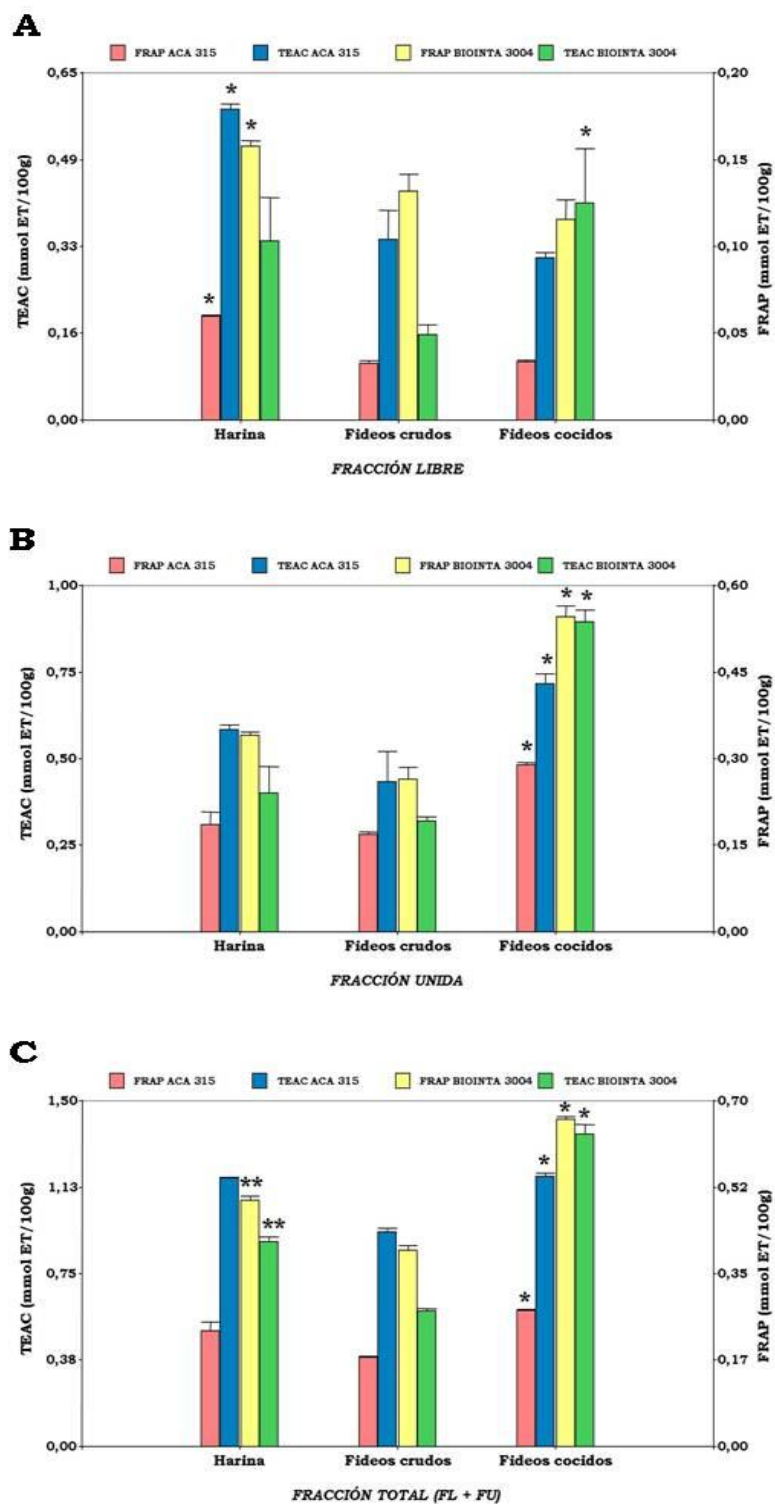 A
FRAP ACA 315 TEAC ACA 315 FRAP BIOINTA 3004 TEAC BIOINTA 3004
0,65 0,20
* *
0,49 0,15
*
0,33 0,10
*
0,16 0,05
0,00 0,00
TEAC (mmol ET/100g)
FRAP (mmol ET/100g)
Harina Fídeos crudos Fídeos cocidos
FRACCIÓN LIBRE
B
FRAP ACA 315 TEAC ACA 315 FRAP BIOINTA 3004 TEAC BIOINTA 3004
1,00 0,60
* *
0,75 0,45
*
0,50 0,30
*
0,25 0,15
0,00 0,00
TEAC (mmol ET/100g)
FRAP (mmol ET/100g)
Harina Fídeos crudos Fídeos cocidos
FRACCIÓN UNIDA
C
FRAP ACA 315 TEAC ACA 315 FRAP BIOINTA 3004 TEAC BIOINTA 3004
1,50 0,70
* *
1,13 0,52
** *
**
0,75 0,35
*
0,38 0,17
0,00 0,00
TEAC (mmol ET/100g)
FRAP (mmol ET/100g)
Harina Fídeos crudos Fídeos cocidos
FRACCIÓN TOTAL (FL + FU)